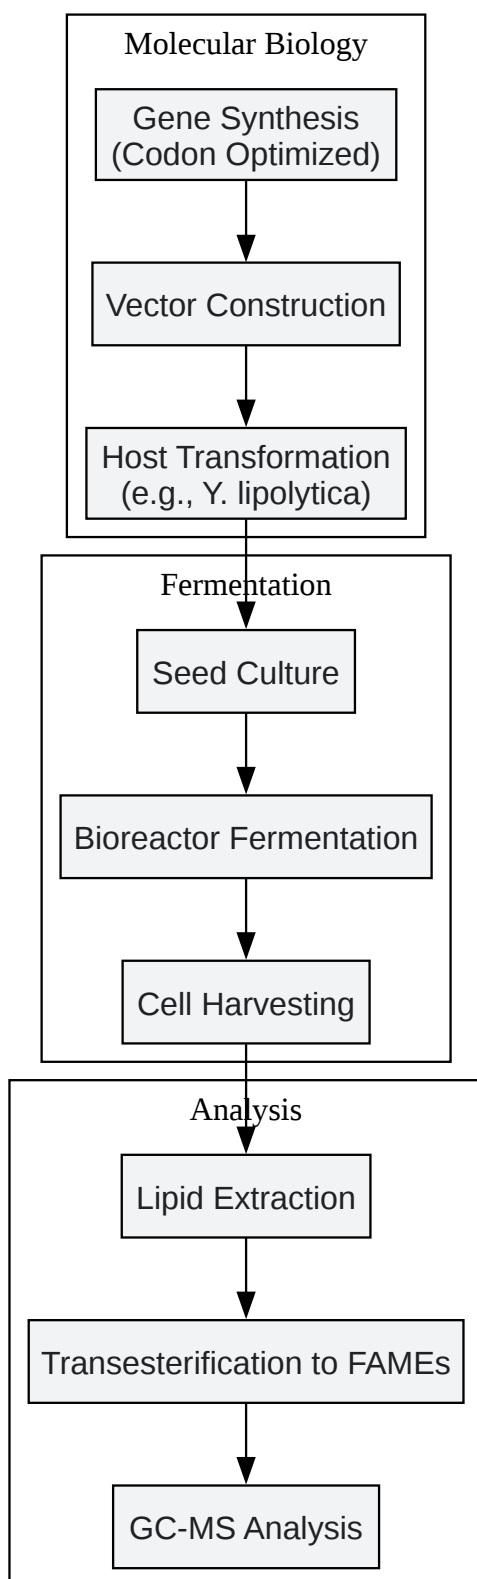 Molecular Biology
Gene Synthesis
(Codon Optimized)
Vector Construction
Host Transformation
(e.g., Y. lipolytica)
Fermentation
Seed Culture
Bioreactor Fermentation
Cell Harvesting
Analysis
Lipid Extraction
Transesterification to FAMEs
GC-MS Analysis